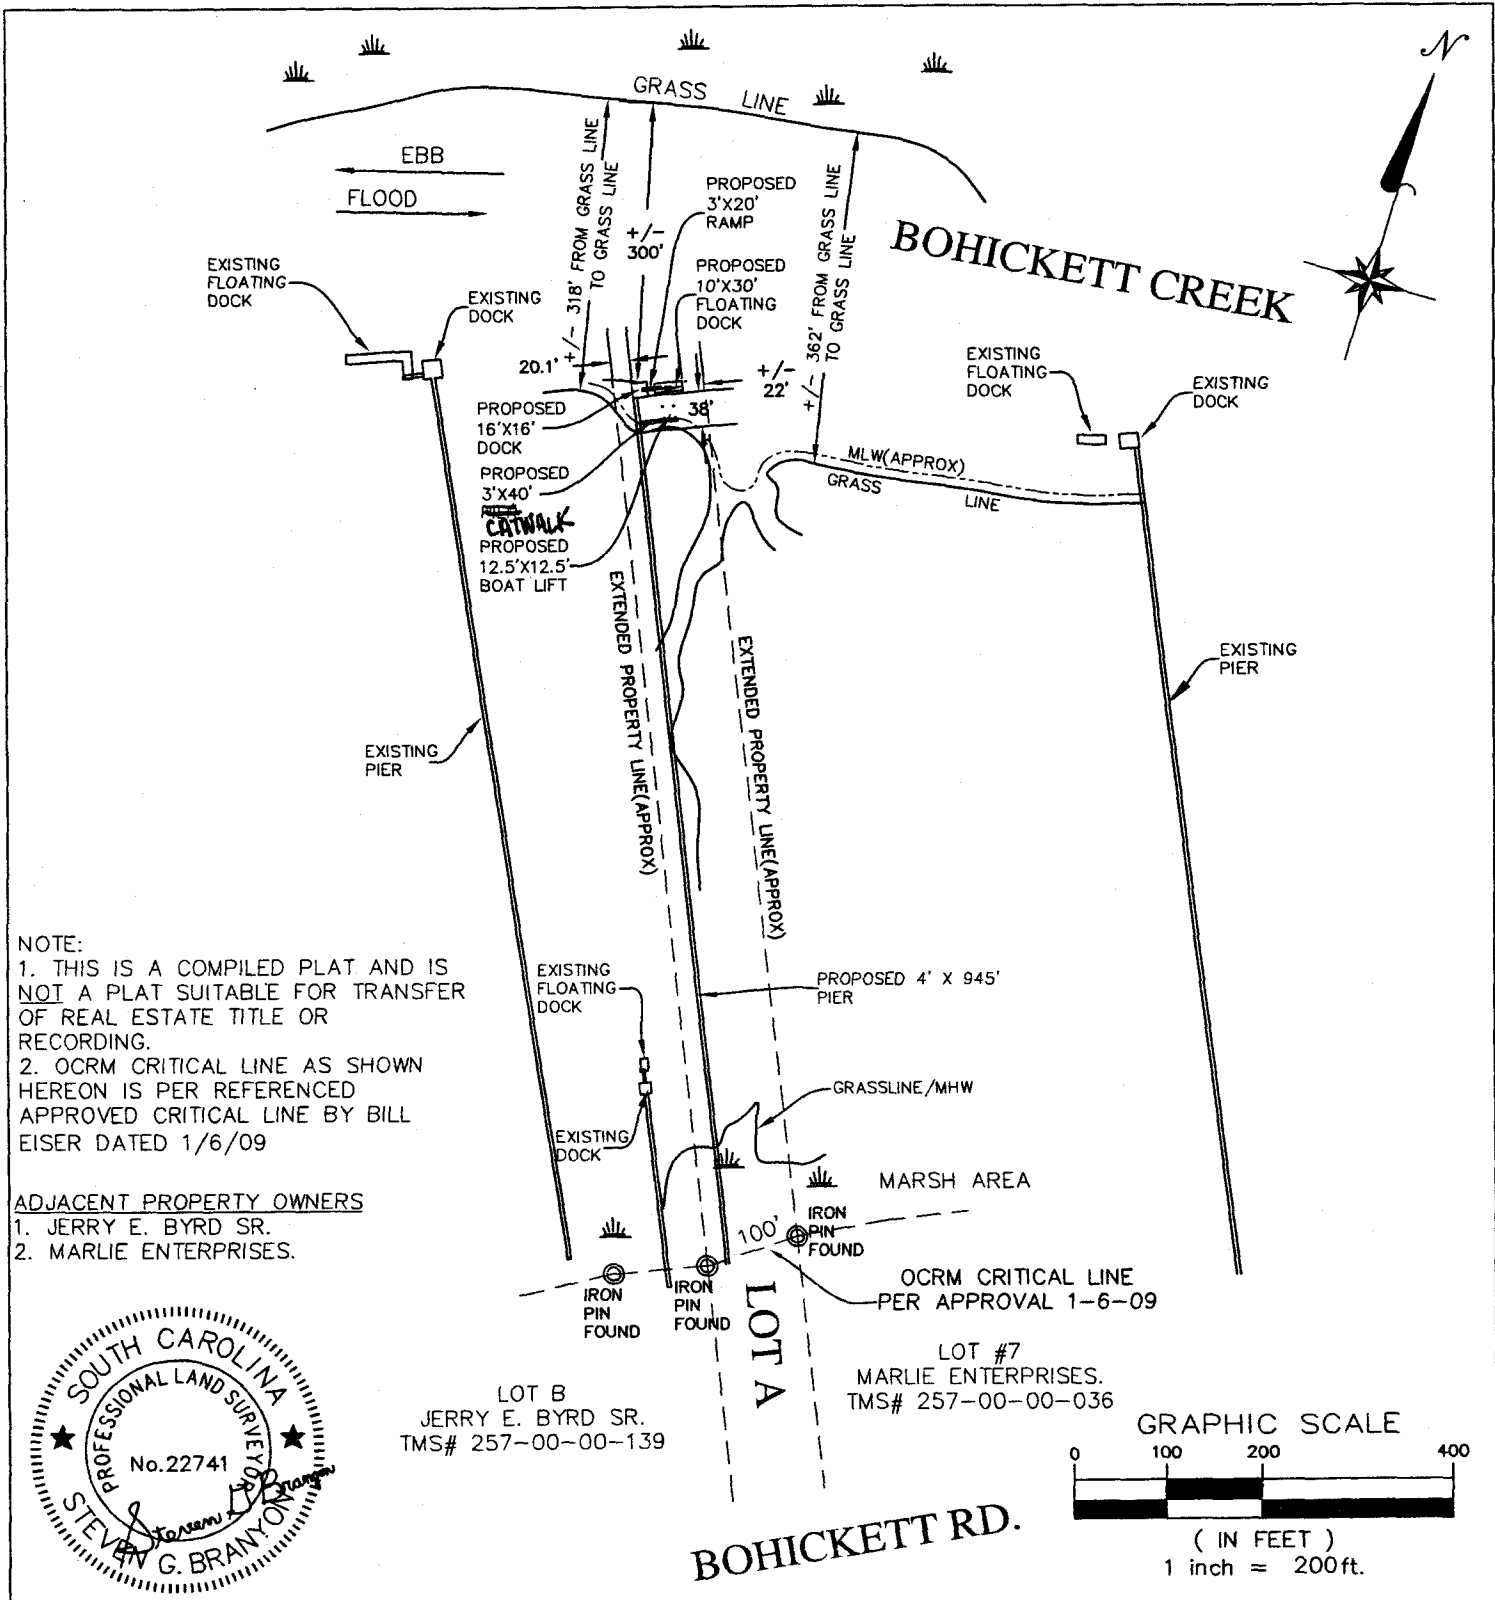 GRASS LINE
N
EBB
FLOOD
+/- 318' FROM GRASS LINE
TO GRASS LINE
+/-
300'
PROPOSED
3'X20'
RAMP
PROPOSED
10'X30'
FLOATING
DOCK
+/- 362' FROM GRASS LINE
TO GRASS LINE
BOHICKETT CREEK
EXISTING
FLOATING
DOCK
EXISTING
DOCK
20.1'
+/-
22'
38'
EXISTING
FLOATING
DOCK
EXISTING
DOCK
PROPOSED
16'X16'
DOCK
PROPOSED
3'X40'
CATWALK
PROPOSED
12.5'X12.5'
BOAT LIFT
MLW(APPROX)
GRASS LINE
EXTENDED PROPERTY LINE(APPROX)
EXTENDED PROPERTY LINE(APPROX)
EXISTING
PIER
EXISTING
PIER
NOTE:
1. THIS IS A COMPILED PLAT AND IS
NOT A PLAT SUITABLE FOR TRANSFER
OF REAL ESTATE TITLE OR
RECORDING.
2. OCRM CRITICAL LINE AS SHOWN
HEREON IS PER REFERENCED
APPROVED CRITICAL LINE BY BILL
EISER DATED 1/6/09
EXISTING
FLOATING
DOCK
PROPOSED 4' X 945'
PIER
GRASSLINE/MHW
EXISTING
DOCK
MARSH AREA
ADJACENT PROPERTY OWNERS
1. JERRY E. BYRD SR.
2. MARLIE ENTERPRISES.
100'
IRON
PIN
FOUND
IRON
PIN
FOUND
IRON
PIN
FOUND
OCRM CRITICAL LINE
PER APPROVAL 1-6-09
LOT A
LOT #7
MARLIE ENTERPRISES.
TMS# 257-00-00-036
LOT B
JERRY E. BYRD SR.
TMS# 257-00-00-139
SOUTH CAROLINA
PROFESSIONAL LAND SURVEYOR
No.22741
STEVEN G. BRANYON
Steven G Branyon
BOHICKETT RD.
GRAPHIC SCALE
0 100 200 400
( IN FEET )
1 inch = 200ft.